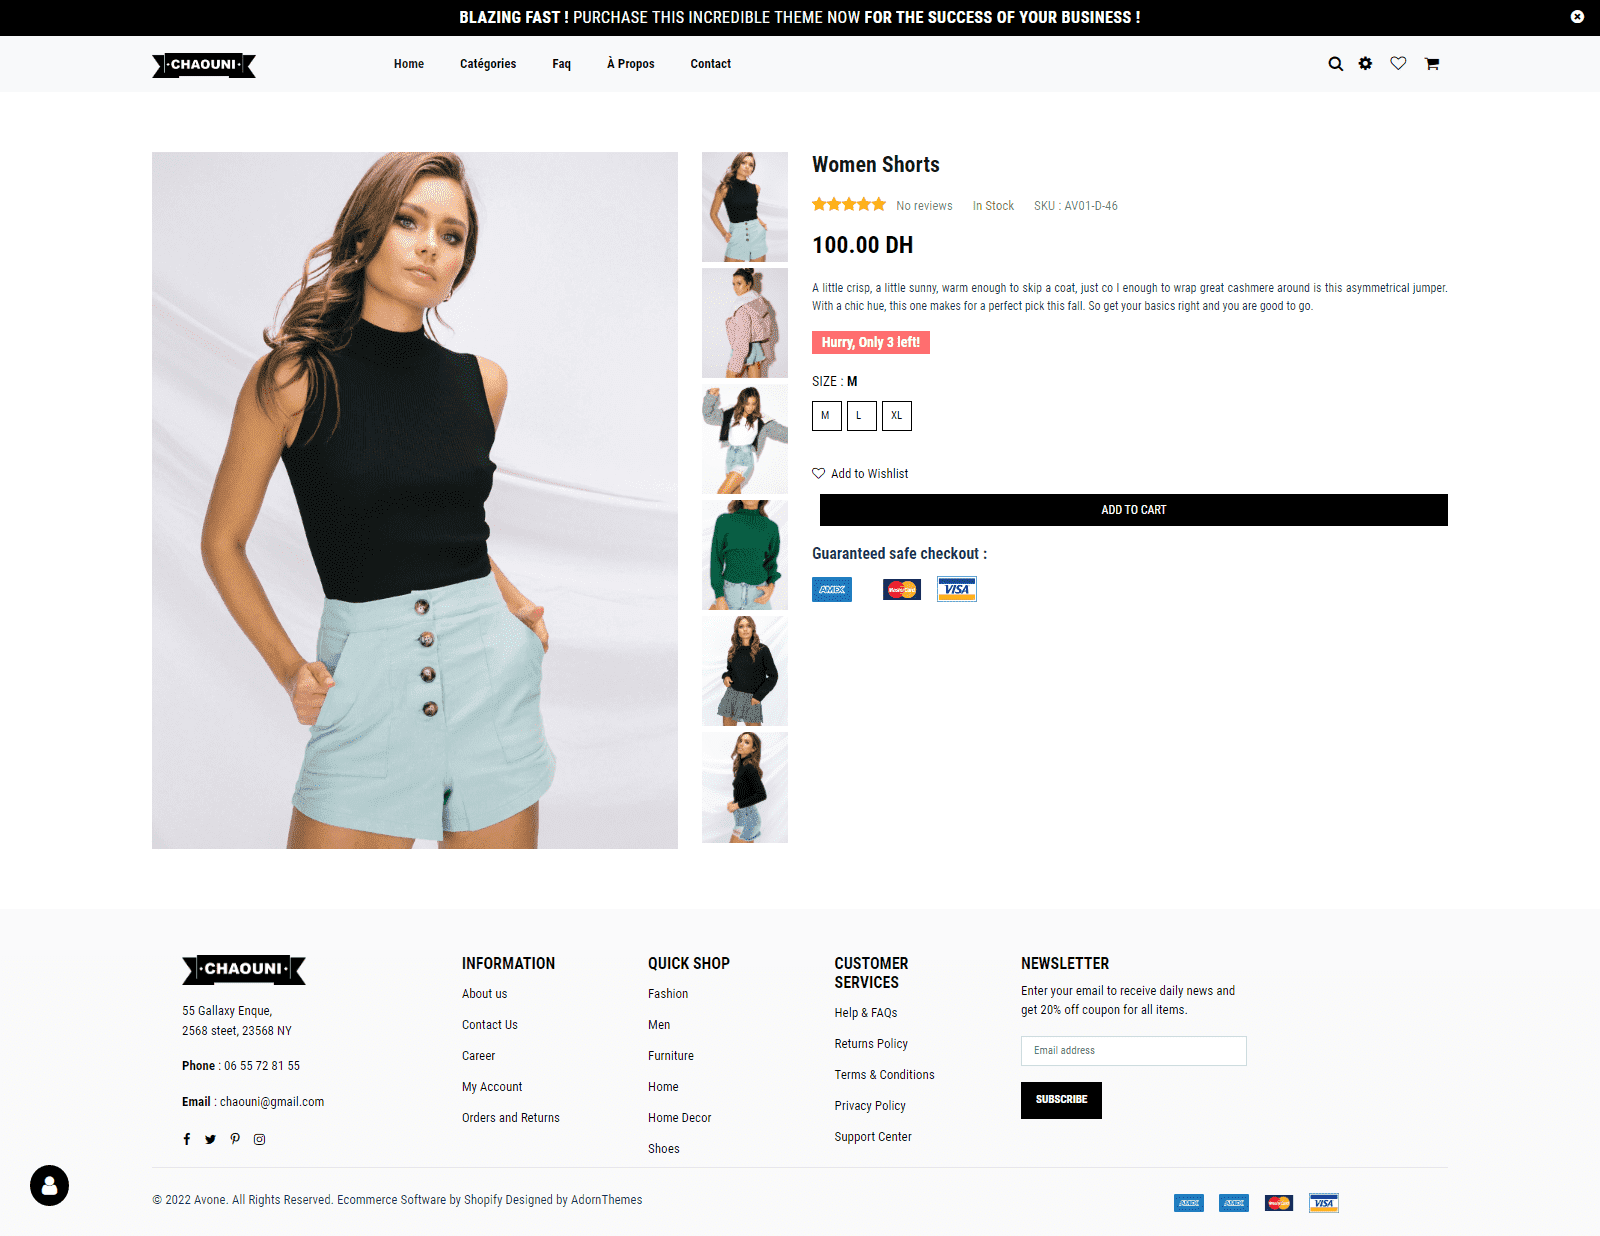 BLAZING FAST ! PURCHASE THIS INCREDIBLE THEME NOW FOR THE SUCCESS OF YOUR BUSINESS !
CHAOUNI
Home Catégories Faq À Propos Contact
Women Shorts
No reviews In Stock SKU : AV01-D-46
100.00 DH
A little crisp, a little sunny, warm enough to skip a coat, just co l enough to wrap great cashmere around is this asymmetrical jumper.
With a chic hue, this one makes for a perfect pick this fall. So get your basics right and you are good to go.
Hurry, Only 3 left!
SIZE : M
M L XL
Add to Wishlist
ADD TO CART
Guaranteed safe checkout :
AMEX MasterCard VISA
CHAOUNI
55 Gallaxy Enque,
2568 steet, 23568 NY
Phone : 06 55 72 81 55
Email : chaouni@gmail.com
INFORMATION
About us
Contact Us
Career
My Account
Orders and Returns
QUICK SHOP
Fashion
Men
Furniture
Home
Home Decor
Shoes
CUSTOMER
SERVICES
Help & FAQs
Returns Policy
Terms & Conditions
Privacy Policy
Support Center
NEWSLETTER
Enter your email to receive daily news and
get 20% off coupon for all items.
Email address
SUBSCRIBE
© 2022 Avone. All Rights Reserved. Ecommerce Software by Shopify Designed by AdornThemes
AMEX AMEX MasterCard VISA